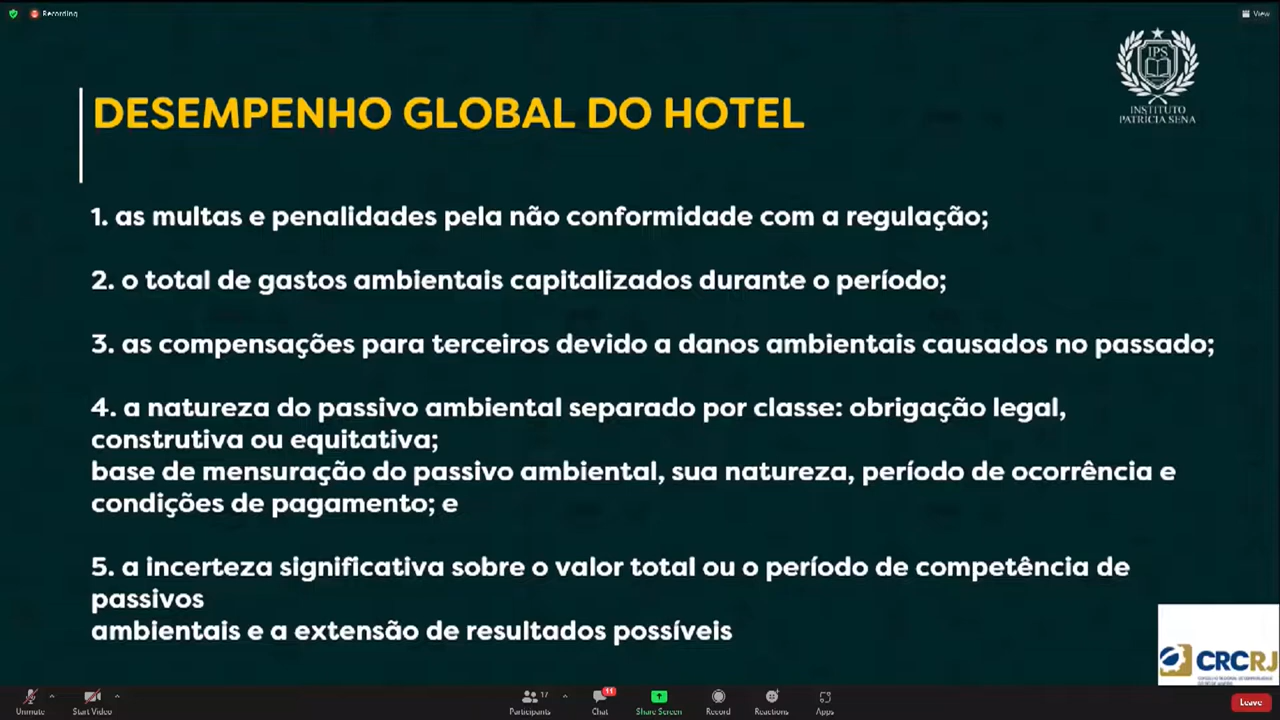 Recording
View
IPS
INSTITUTO
PATRÍCIA SENA
DESEMPENHO GLOBAL DO HOTEL
1. as multas e penalidades pela não conformidade com a regulação;
2. o total de gastos ambientais capitalizados durante o período;
3. as compensações para terceiros devido a danos ambientais causados no passado;
4. a natureza do passivo ambiental separado por classe: obrigação legal,
construtiva ou equitativa;
base de mensuração do passivo ambiental, sua natureza, período de ocorrência e
condições de pagamento; e
5. a incerteza significativa sobre o valor total ou o período de competência de
passivos
ambientais e a extensão de resultados possíveis
CRCRJ
Unmute
Start Video
Participants
17
Chat
11
Share Screen
Record
Reactions
Apps
Leave